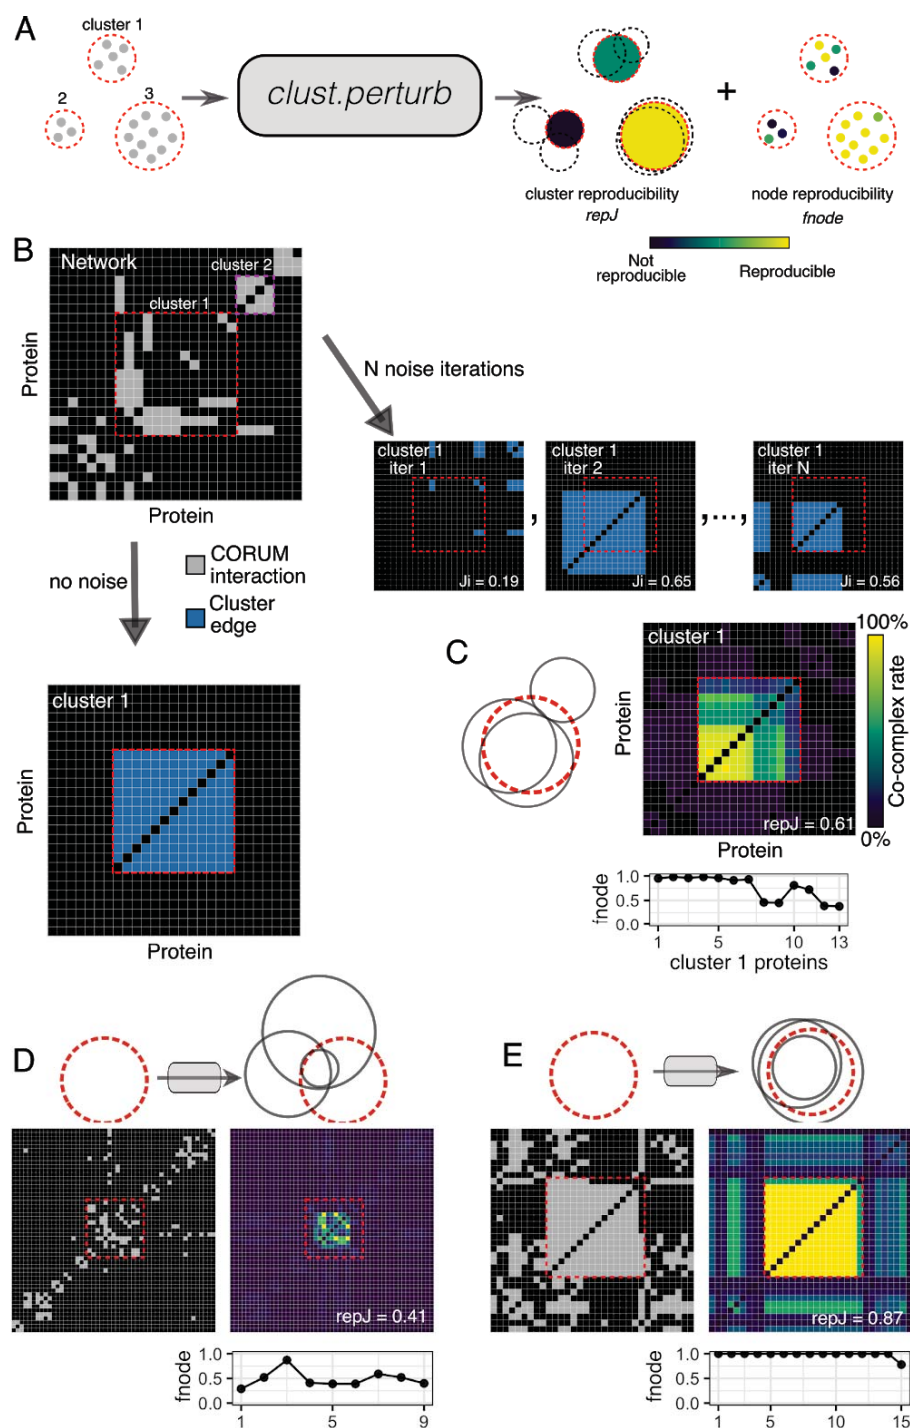 A
cluster 1
2
3
clust.perturb
+
cluster reproducibility
repJ
node reproducibility
fnode
Not
reproducible
Reproducible
B
Network
cluster 2
cluster 1
Protein
Protein
N noise iterations
no noise
CORUM
interaction
Cluster
edge
cluster 1
iter 1
Ji = 0.19
,
cluster 1
iter 2
Ji = 0.65
,...,
cluster 1
iter N
Ji = 0.56
cluster 1
Protein
Protein
C
cluster 1
Protein
repJ = 0.61
Protein
100%
0%
Co-complex rate
fnode
1.0
0.5
0.0
1 5 10 13
cluster 1 proteins
D
repJ = 0.41
fnode
1.0
0.5
0.0
1 5 9
E
repJ = 0.87
fnode
1.0
0.5
0.0
1 5 10 15